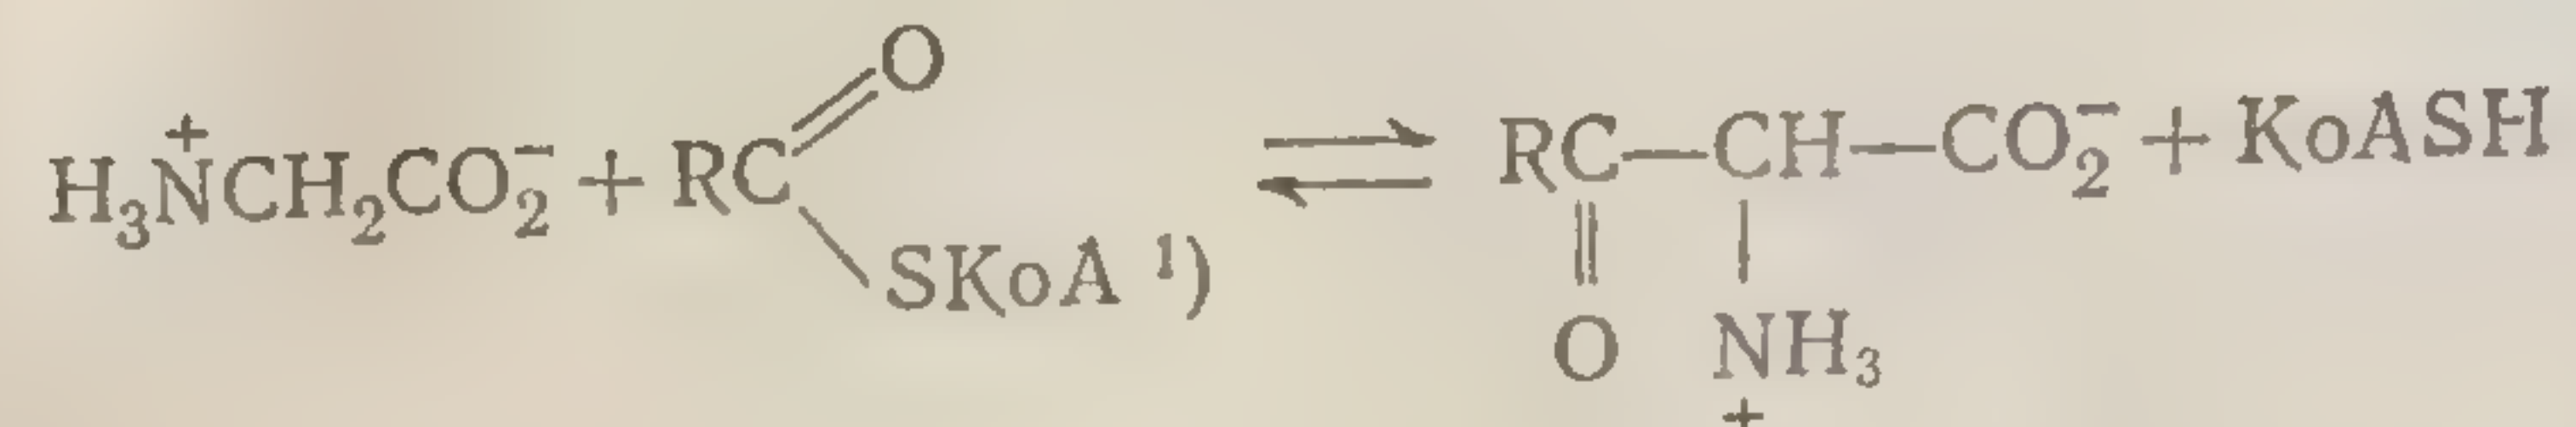 H₃N⁺CH₂CO₂⁻ + RC(=O)SKoA ¹) ⇌ RC(=O)—CH(NH₃⁺)—CO₂⁻ + KoASH